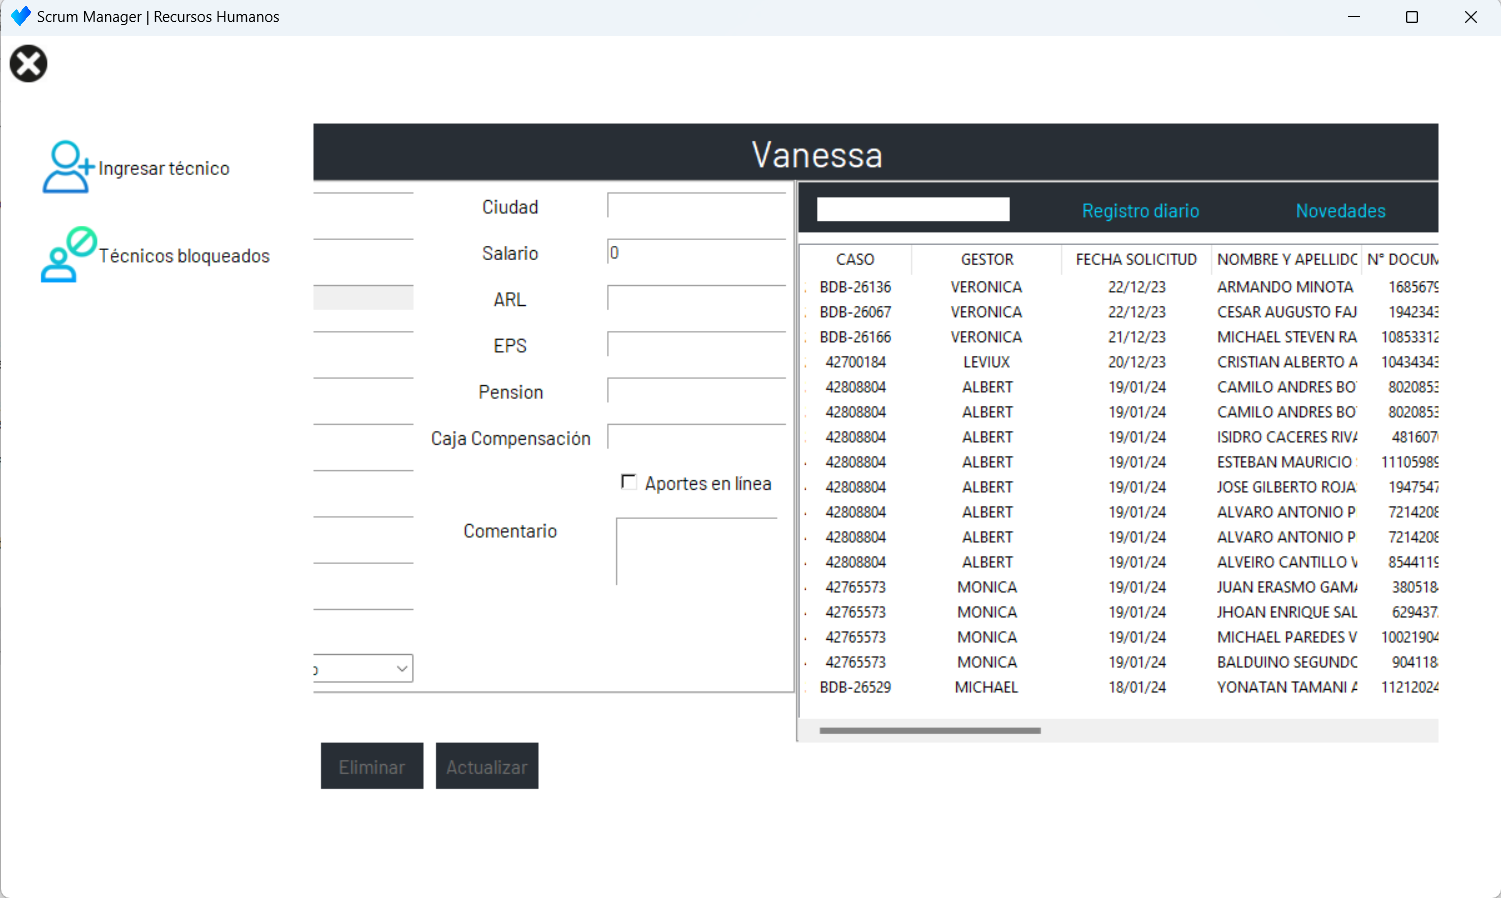 Scrum Manager | Recursos Humanos
Ingresar técnico
Técnicos bloqueados
Vanessa
Ciudad
Salario 0
ARL
EPS
Pension
Caja Compensación
Aportes en línea
Comentario
Eliminar Actualizar
Registro diario Novedades
CASO GESTOR FECHA SOLICITUD NOMBRE Y APELLIDO N° DOCUM
BDB-26136 VERONICA 22/12/23 ARMANDO MINOTA 1685679
BDB-26067 VERONICA 22/12/23 CESAR AUGUSTO FAJ 1942343
BDB-26166 VERONICA 21/12/23 MICHAEL STEVEN RA 10853312
42700184 LEVIUX 20/12/23 CRISTIAN ALBERTO A 10434343
42808804 ALBERT 19/01/24 CAMILO ANDRES BO 8020853
42808804 ALBERT 19/01/24 CAMILO ANDRES BO 8020853
42808804 ALBERT 19/01/24 ISIDRO CACERES RIVA 481607
42808804 ALBERT 19/01/24 ESTEBAN MAURICIO 11105989
42808804 ALBERT 19/01/24 JOSE GILBERTO ROJA 1947547
42808804 ALBERT 19/01/24 ALVARO ANTONIO P 7214208
42808804 ALBERT 19/01/24 ALVARO ANTONIO P 7214208
42808804 ALBERT 19/01/24 ALVEIRO CANTILLO V 8544119
42765573 MONICA 19/01/24 JUAN ERASMO GAMA 380518
42765573 MONICA 19/01/24 JHOAN ENRIQUE SAL 629437
42765573 MONICA 19/01/24 MICHAEL PAREDES V 10021904
42765573 MONICA 19/01/24 BALDUINO SEGUNDO 904118
BDB-26529 MICHAEL 18/01/24 YONATAN TAMANI A 11212024